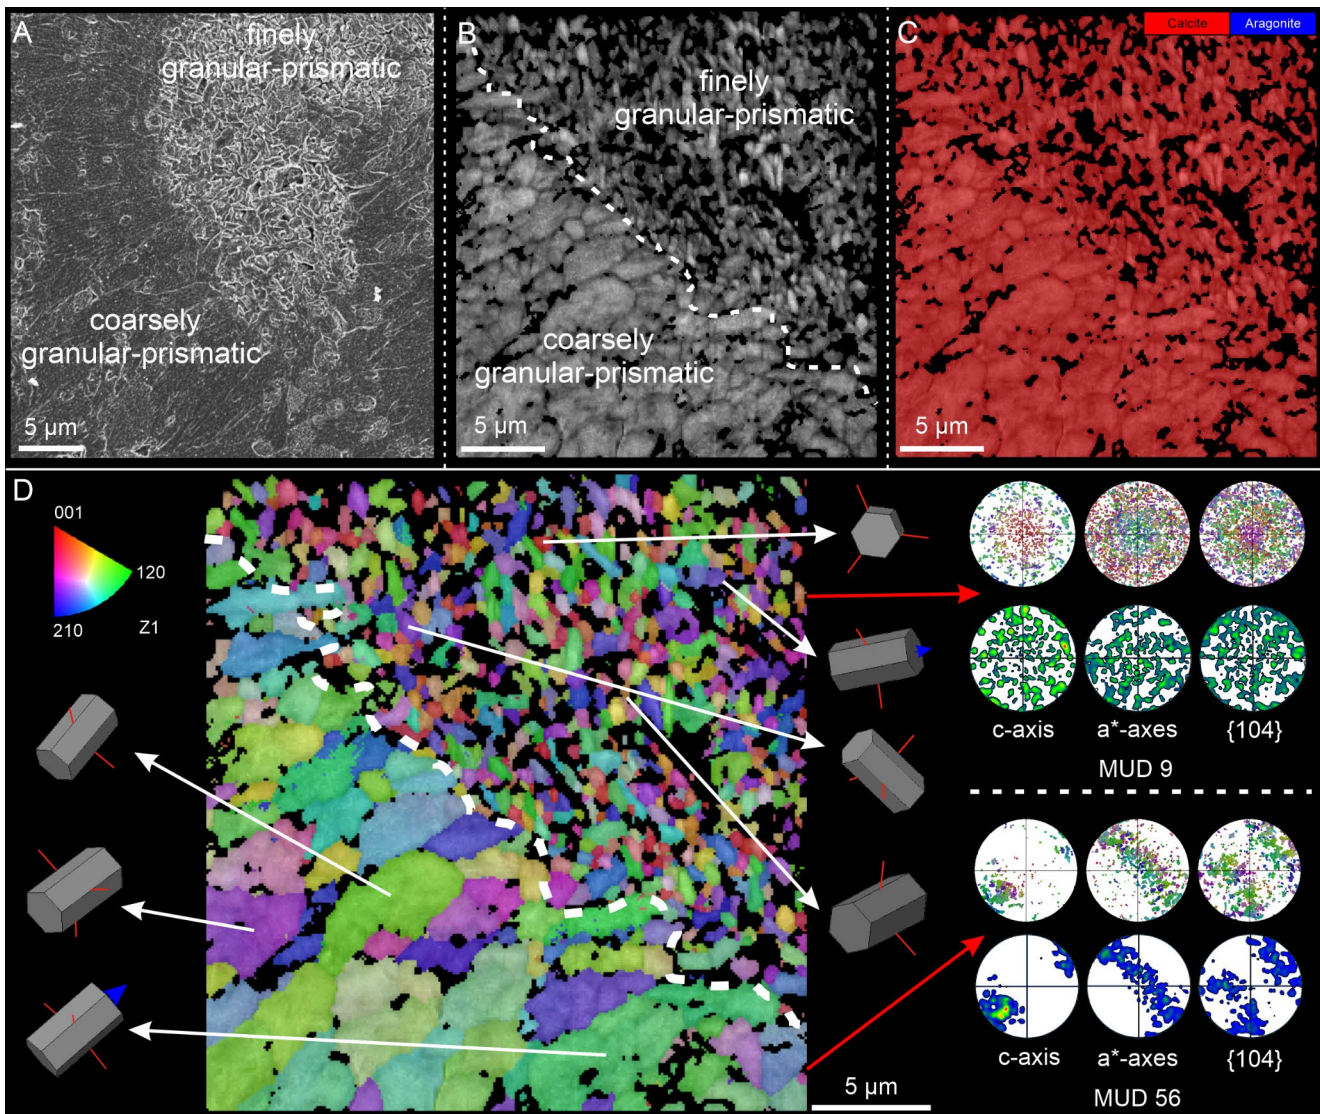 A
finely
granular-prismatic
coarsely
granular-prismatic
5 µm
B
finely
granular-prismatic
coarsely
granular-prismatic
5 µm
C
Calcite
Aragonite
5 µm
D
001
120
210
Z1
5 µm
c-axis
a*-axes
{104}
MUD 9
c-axis
a*-axes
{104}
MUD 56